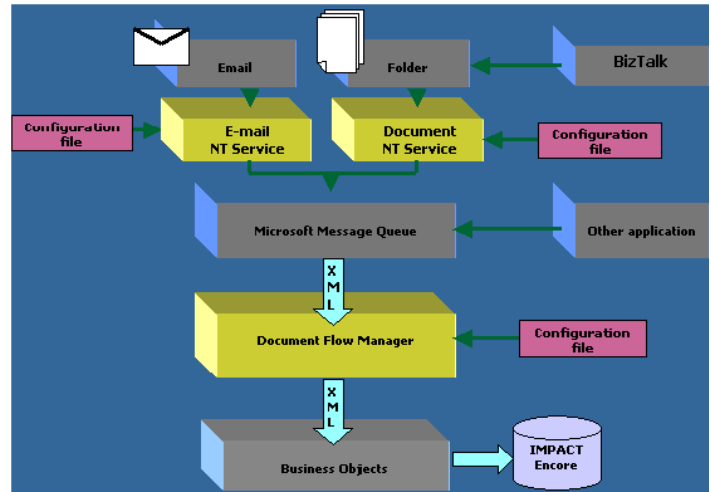 Email
Folder
BizTalk
Configuration
file
E-mail
NT Service
Document
NT Service
Configuration
file
Microsoft Message Queue
Other application
X
M
L
Document Flow Manager
Configuration
file
X
M
L
Business Objects
IMPACT
Encore